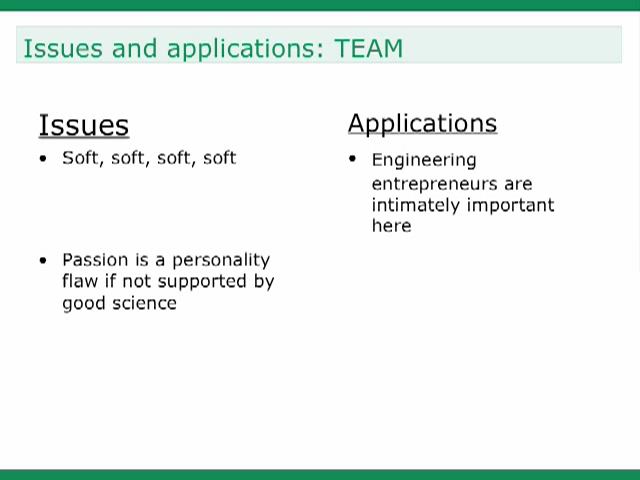 Issues and applications: TEAM
Issues
• Soft, soft, soft, soft
• Passion is a personality
flaw if not supported by
good science
Applications
• Engineering
entrepreneurs are
intimately important
here